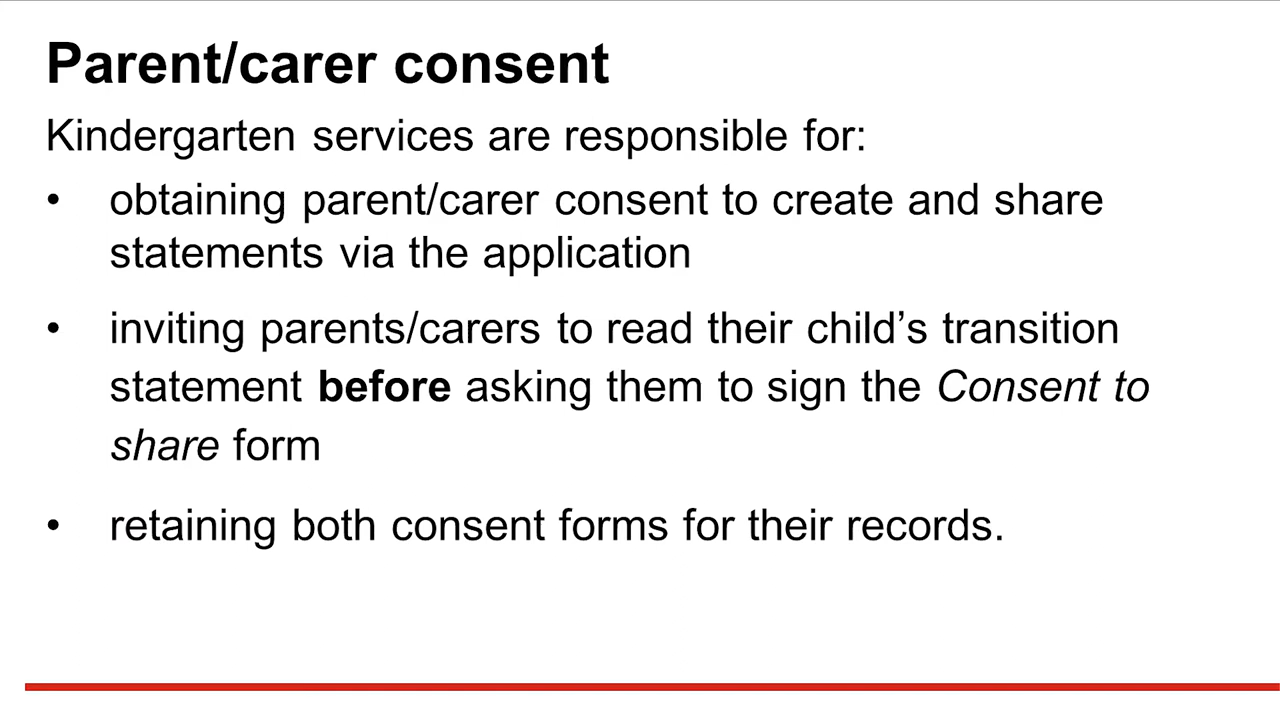 Parent/carer consent
Kindergarten services are responsible for:
• obtaining parent/carer consent to create and share
statements via the application
• inviting parents/carers to read their child’s transition
statement before asking them to sign the Consent to
share form
• retaining both consent forms for their records.